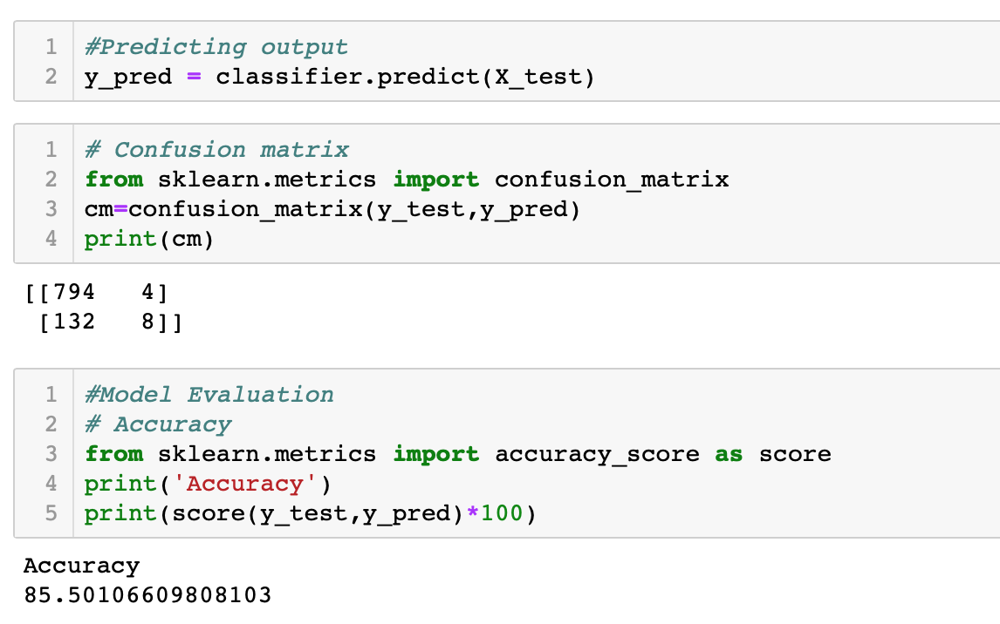 1 #Predicting output
2 y_pred = classifier.predict(X_test)
1 # Confusion matrix
2 from sklearn.metrics import confusion_matrix
3 cm=confusion_matrix(y_test,y_pred)
4 print(cm)
[[794   4]
 [132   8]]
1 #Model Evaluation
2 # Accuracy
3 from sklearn.metrics import accuracy_score as score
4 print('Accuracy')
5 print(score(y_test,y_pred)*100)
Accuracy
85.50106609808103